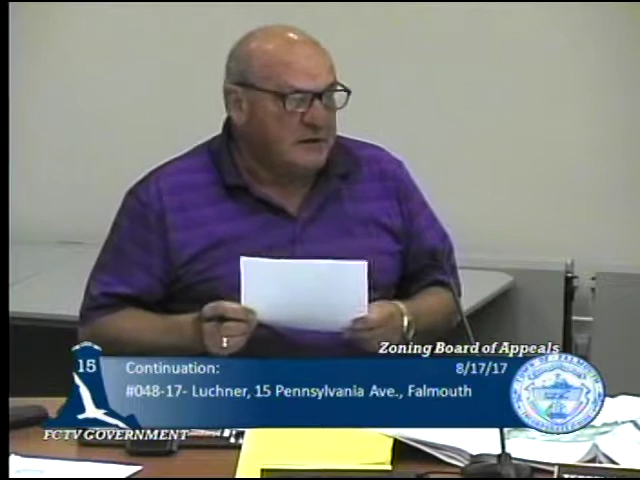 Zoning Board of Appeals
15
Continuation:
8/17/17
#048-17- Luchner, 15 Pennsylvania Ave., Falmouth
FCTV GOVERNMENT